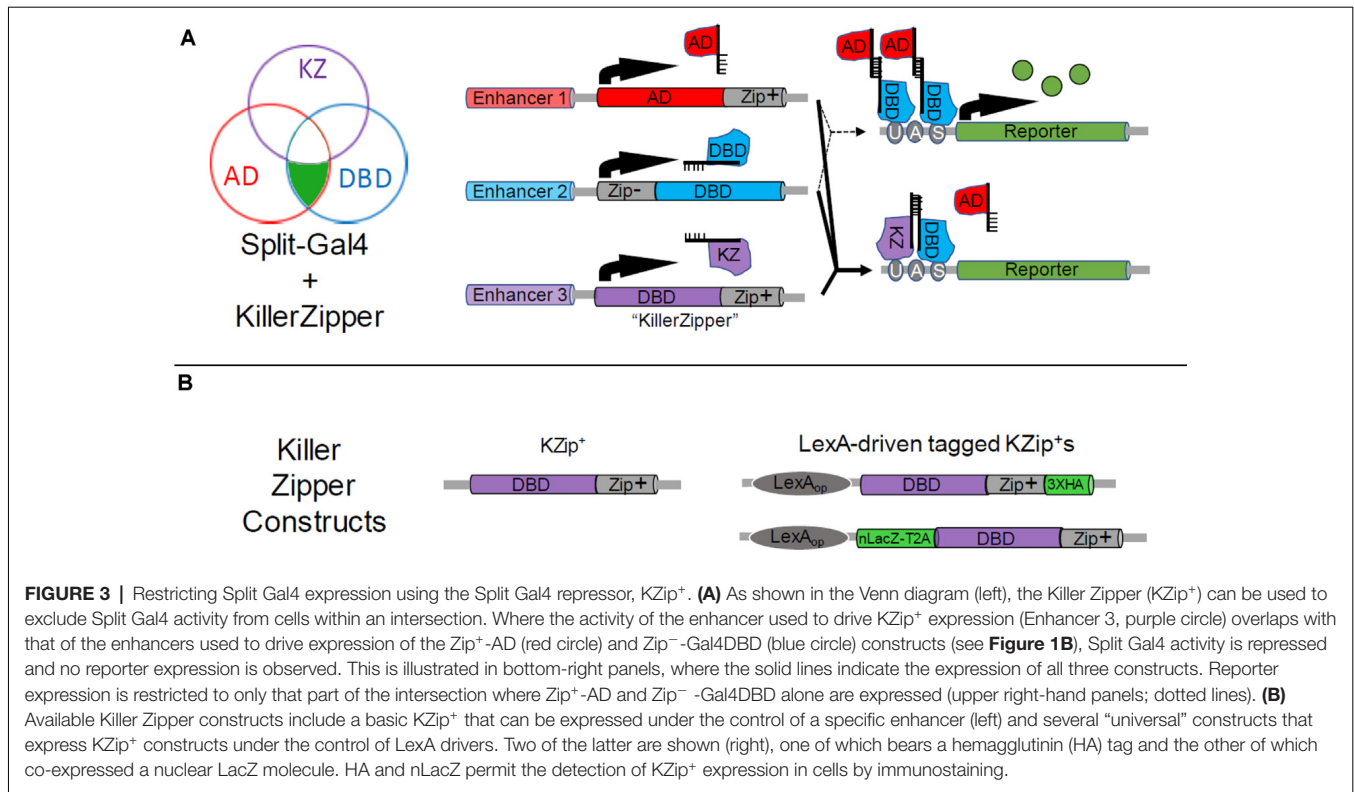 A
KZ
AD
DBD
Split-Gal4
+
KillerZipper
AD
Enhancer 1
AD
Zip+
DBD
Enhancer 2
Zip-
DBD
KZ
Enhancer 3
DBD
Zip+
“KillerZipper”
AD
AD
DBD
DBD
U A S
Reporter
AD
KZ
DBD
U A S
Reporter
B
Killer
Zipper
Constructs
KZip+
DBD
Zip+
LexA-driven tagged KZip+s
LexAop
DBD
Zip+
3XHA
LexAop
nLacZ-T2A
DBD
Zip+
FIGURE 3 | Restricting Split Gal4 expression using the Split Gal4 repressor, KZip+. (A) As shown in the Venn diagram (left), the Killer Zipper (KZip+) can be used to
exclude Split Gal4 activity from cells within an intersection. Where the activity of the enhancer used to drive KZip+ expression (Enhancer 3, purple circle) overlaps with
that of the enhancers used to drive expression of the Zip+-AD (red circle) and Zip−-Gal4DBD (blue circle) constructs (see Figure 1B), Split Gal4 activity is repressed
and no reporter expression is observed. This is illustrated in bottom-right panels, where the solid lines indicate the expression of all three constructs. Reporter
expression is restricted to only that part of the intersection where Zip+-AD and Zip− -Gal4DBD alone are expressed (upper right-hand panels; dotted lines). (B)
Available Killer Zipper constructs include a basic KZip+ that can be expressed under the control of a specific enhancer (left) and several “universal” constructs that
express KZip+ constructs under the control of LexA drivers. Two of the latter are shown (right), one of which bears a hemagglutinin (HA) tag and the other of which
co-expressed a nuclear LacZ molecule. HA and nLacZ permit the detection of KZip+ expression in cells by immunostaining.